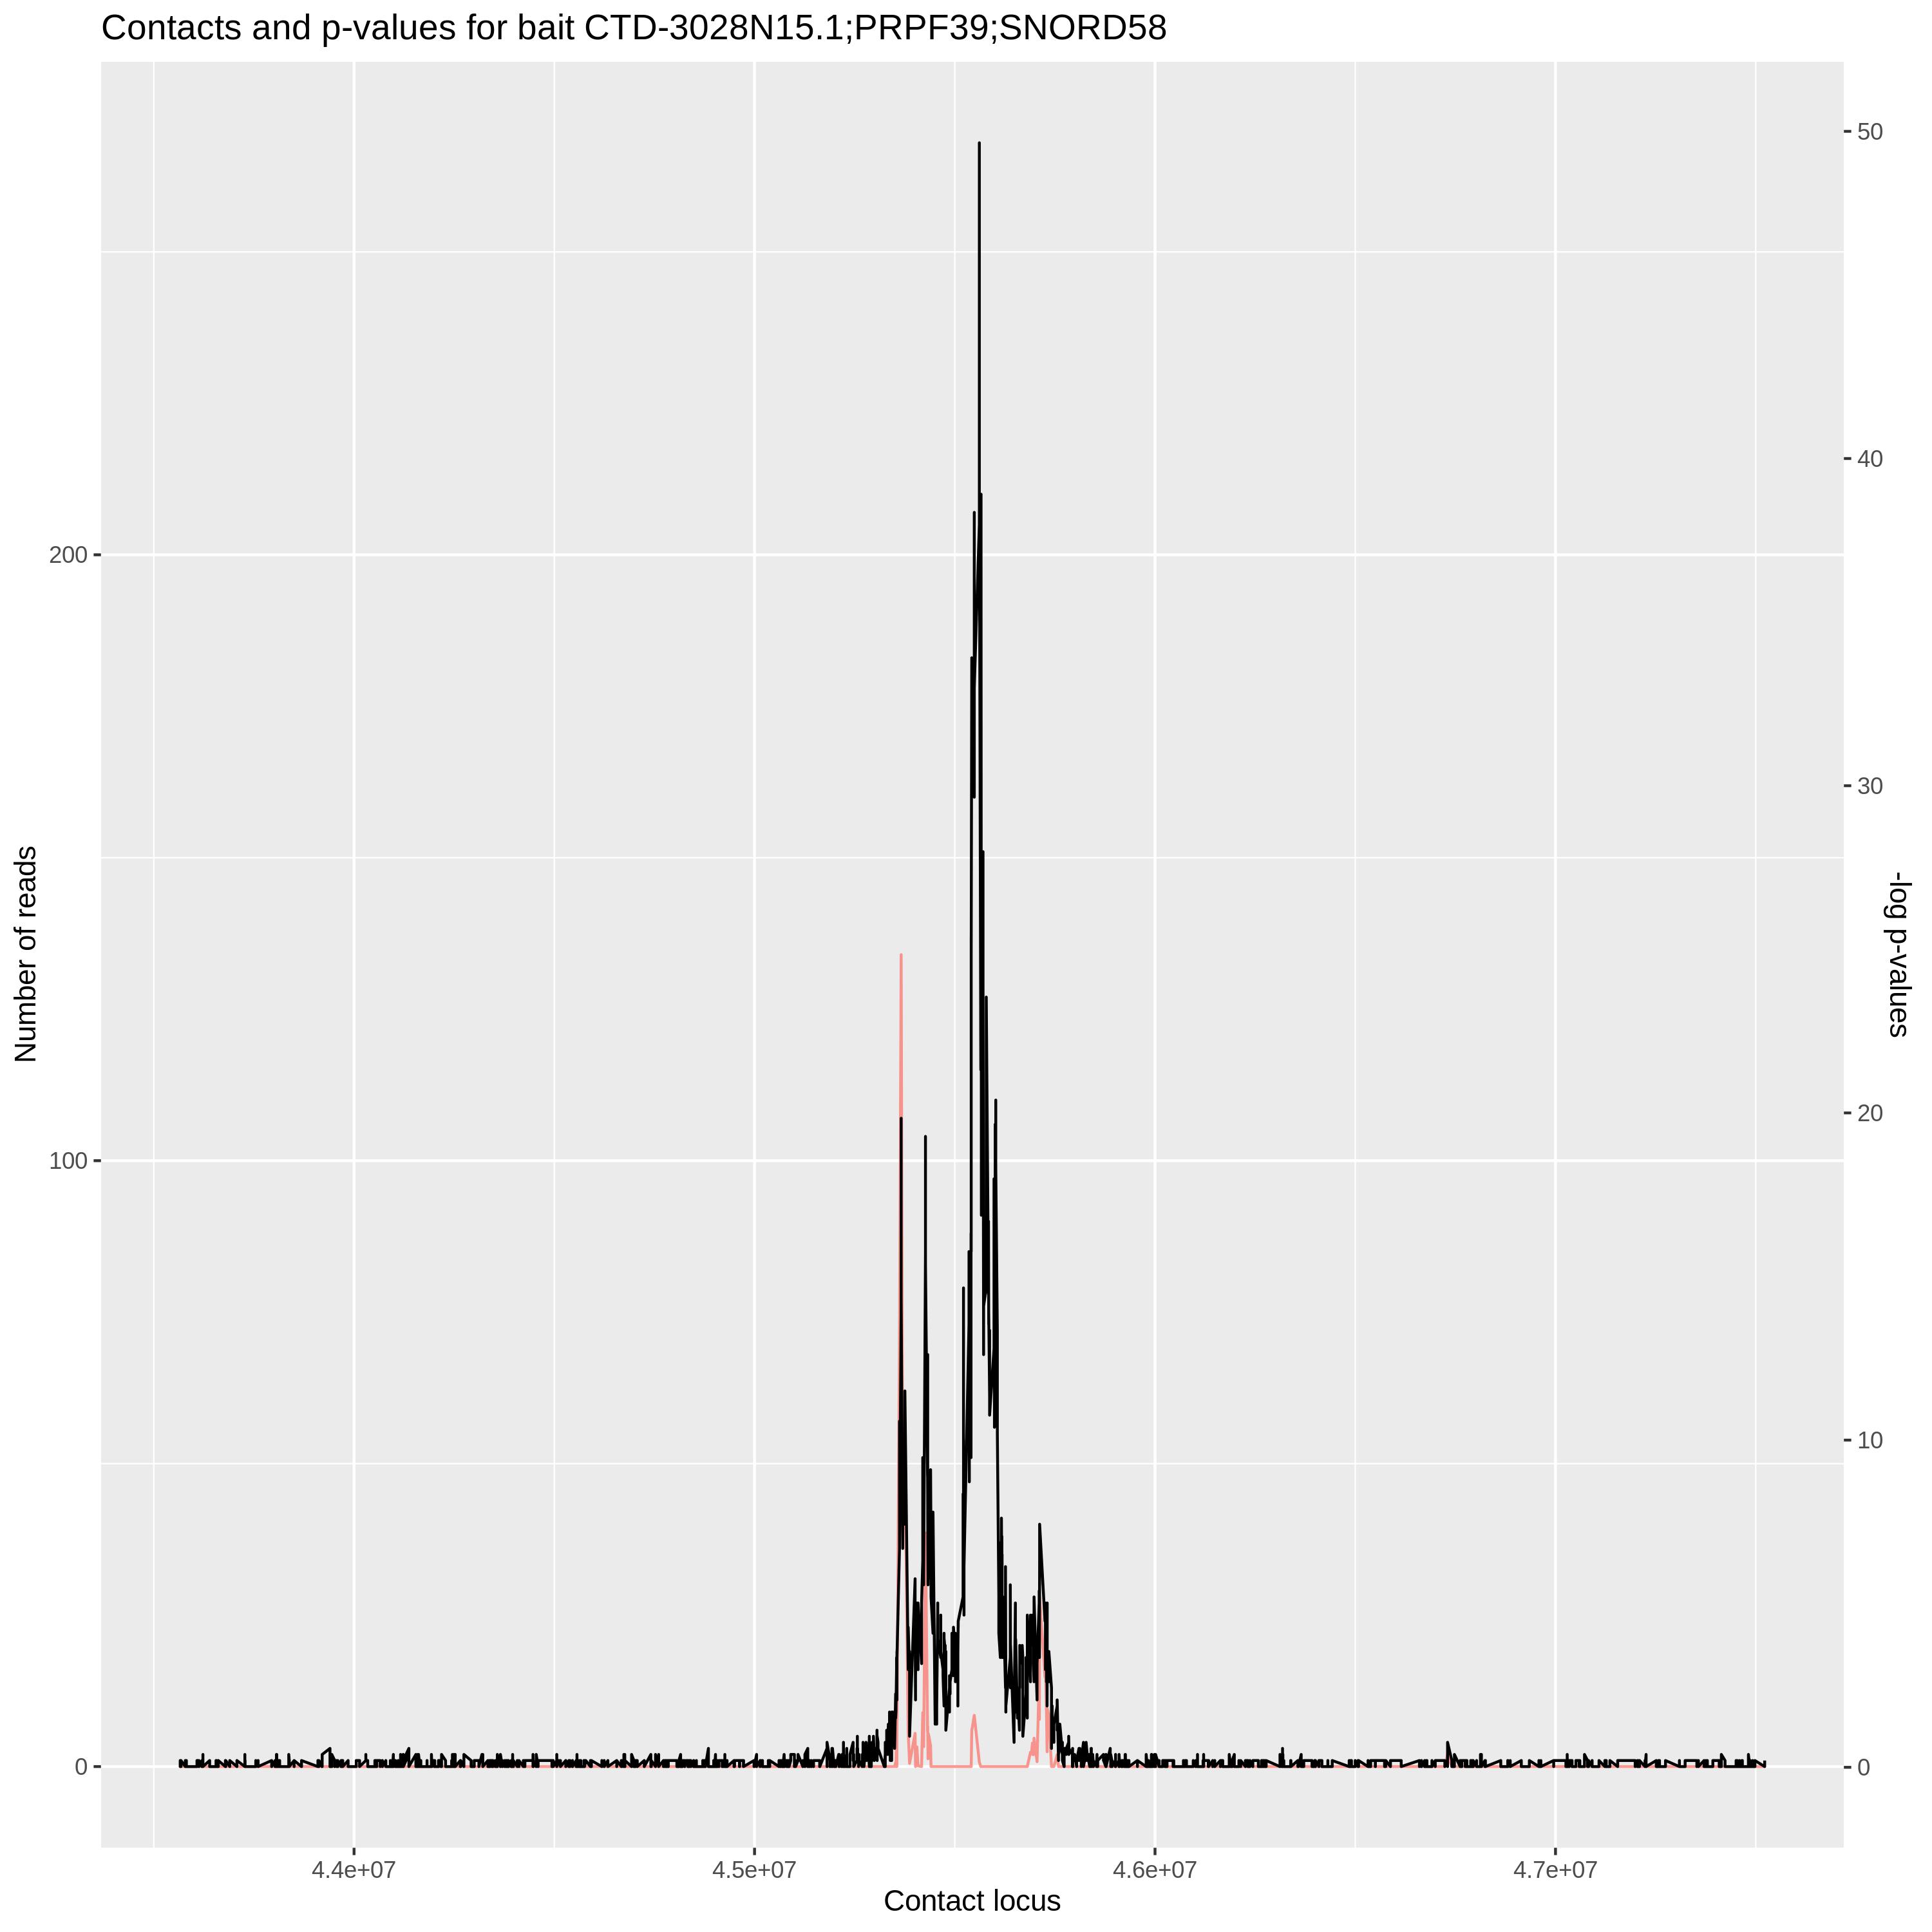 Contacts and p-values for bait CTD-3028N15.1;PRPF39;SNORD58
50
40
200
30
Number of reads
-log p-values
20
100
10
0
0
4.4e+07
4.5e+07
4.6e+07
4.7e+07
Contact locus